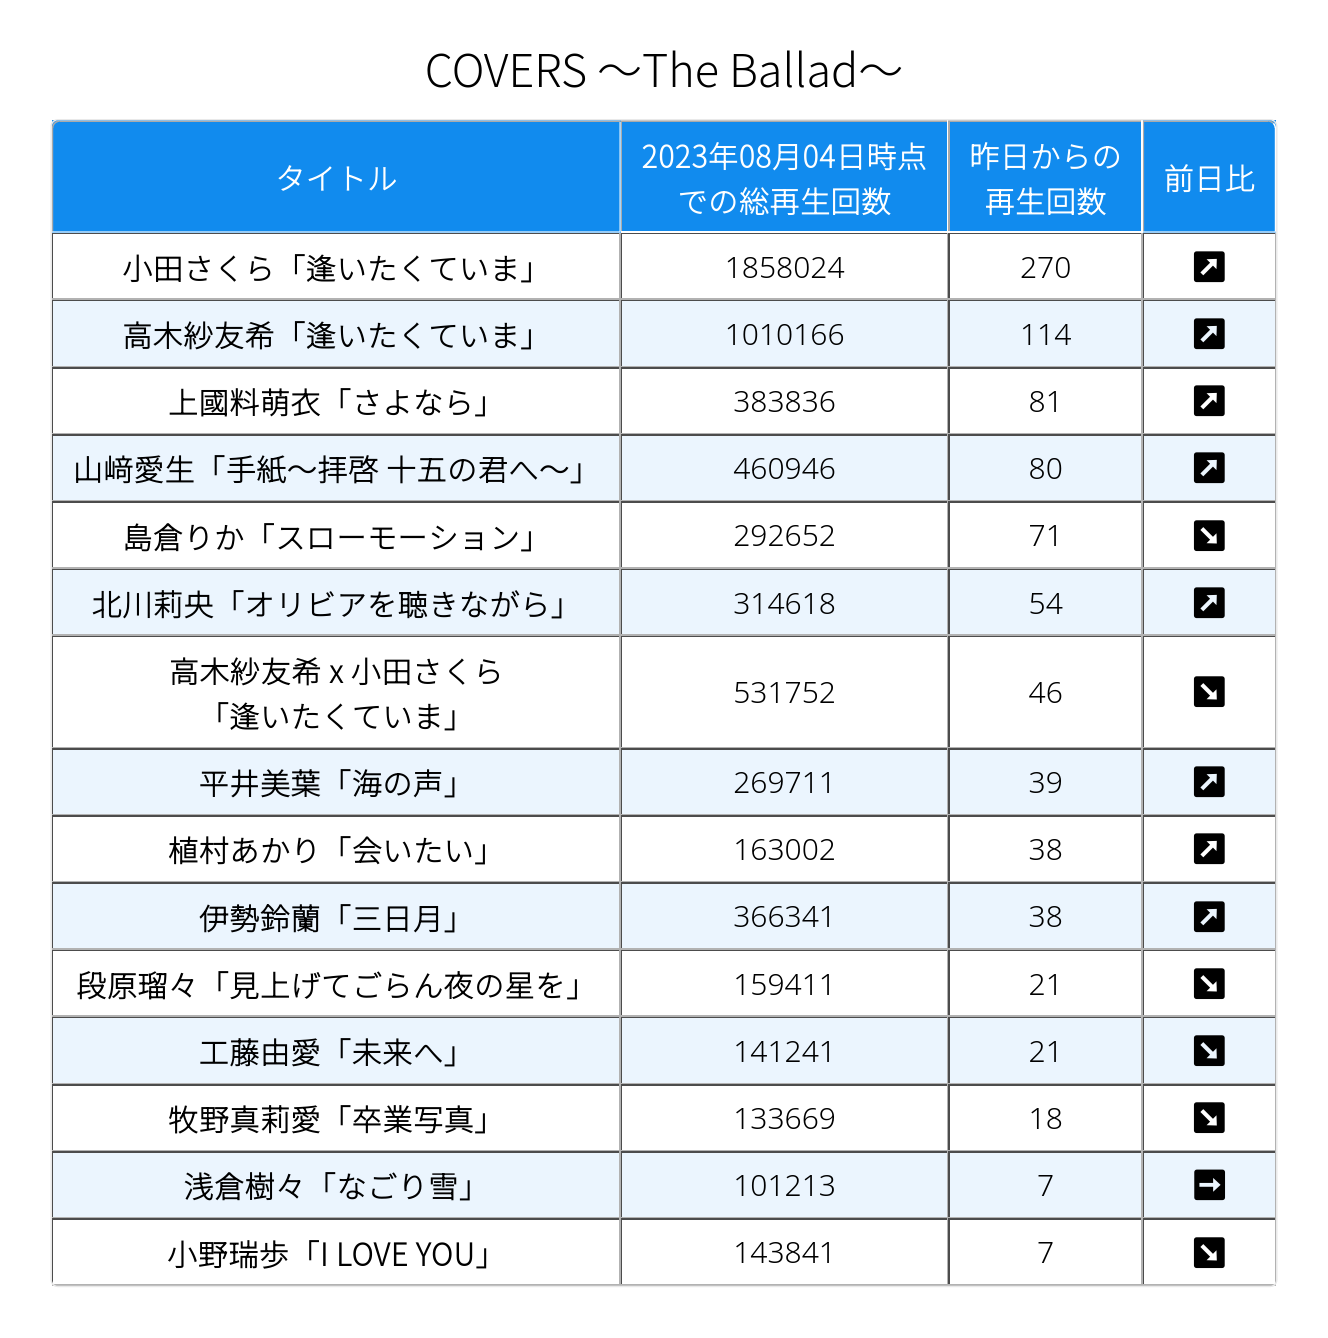 COVERS ～The Ballad～
タイトル
2023年08月04日時点
での総再生回数
昨日からの
再生回数
前日比
小田さくら「逢いたくていま」 1858024 270 ↗
高木紗友希「逢いたくていま」 1010166 114 ↗
上國料萌衣「さよなら」 383836 81 ↗
山﨑愛生「手紙～拝啓 十五の君へ～」 460946 80 ↗
島倉りか「スローモーション」 292652 71 ↘
北川莉央「オリビアを聴きながら」 314618 54 ↗
高木紗友希 x 小田さくら
「逢いたくていま」 531752 46 ↘
平井美葉「海の声」 269711 39 ↗
植村あかり「会いたい」 163002 38 ↗
伊勢鈴蘭「三日月」 366341 38 ↗
段原瑠々「見上げてごらん夜の星を」 159411 21 ↘
工藤由愛「未来へ」 141241 21 ↘
牧野真莉愛「卒業写真」 133669 18 ↘
浅倉樹々「なごり雪」 101213 7 →
小野瑞歩「I LOVE YOU」 143841 7 ↘